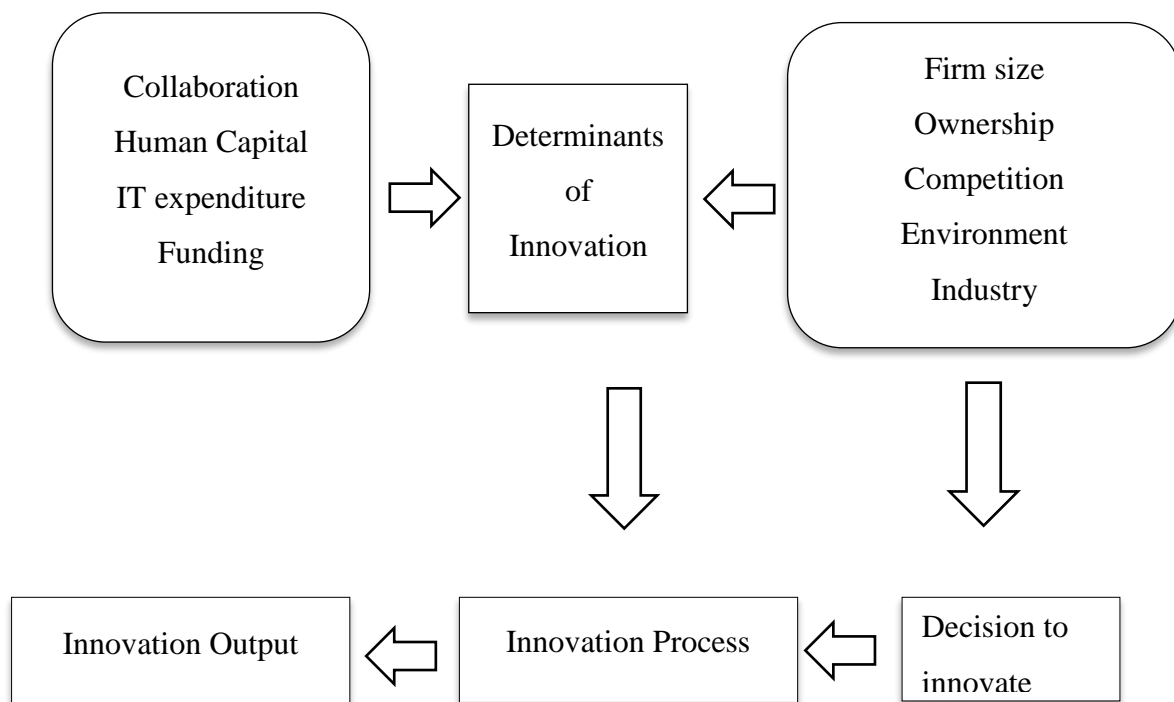 Collaboration
Human Capital
IT expenditure
Funding
Determinants
of
Innovation
Firm size
Ownership
Competition
Environment
Industry
Innovation Output
Innovation Process
Decision to
innovate